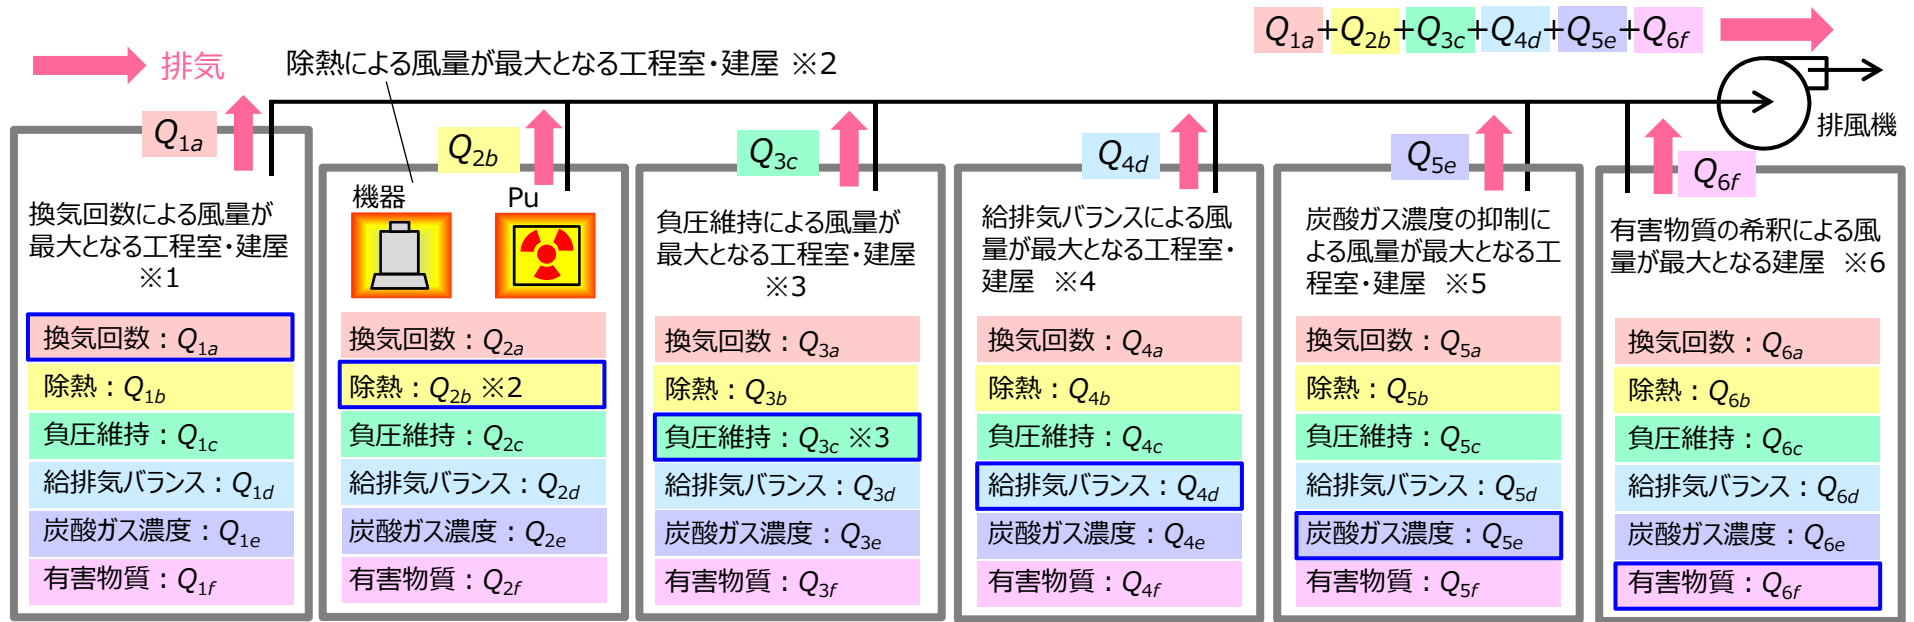 Q1a+Q2b+Q3c+Q4d+Q5e+Q6f
排気
除熱による風量が最大となる工程室・建屋 ※2
排風機
Q1a
換気回数による風量が
最大となる工程室・建屋
※1
換気回数：Q1a
除熱：Q1b
負圧維持：Q1c
給排気バランス：Q1d
炭酸ガス濃度：Q1e
有害物質：Q1f
Q2b
機器
Pu
換気回数：Q2a
除熱：Q2b ※2
負圧維持：Q2c
給排気バランス：Q2d
炭酸ガス濃度：Q2e
有害物質：Q2f
Q3c
負圧維持による風量が
最大となる工程室・建屋
※3
換気回数：Q3a
除熱：Q3b
負圧維持：Q3c ※3
給排気バランス：Q3d
炭酸ガス濃度：Q3e
有害物質：Q3f
Q4d
給排気バランスによる風
量が最大となる工程室・
建屋 ※4
換気回数：Q4a
除熱：Q4b
負圧維持：Q4c
給排気バランス：Q4d
炭酸ガス濃度：Q4e
有害物質：Q4f
Q5e
炭酸ガス濃度の抑制に
よる風量が最大となる工
程室・建屋 ※5
換気回数：Q5a
除熱：Q5b
負圧維持：Q5c
給排気バランス：Q5d
炭酸ガス濃度：Q5e
有害物質：Q5f
Q6f
有害物質の希釈による風
量が最大となる建屋 ※6
換気回数：Q6a
除熱：Q6b
負圧維持：Q6c
給排気バランス：Q6d
炭酸ガス濃度：Q6e
有害物質：Q6f